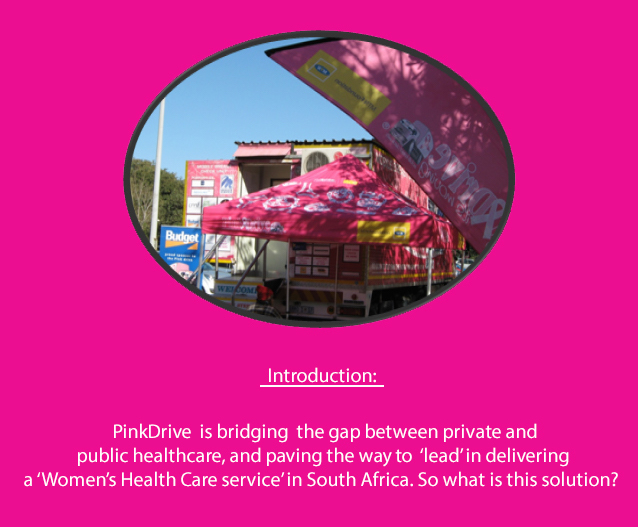 Budget
WELCOME
Introduction:
PinkDrive is bridging the gap between private and
public healthcare, and paving the way to 'lead' in delivering
a 'Women's Health Care service' in South Africa. So what is this solution?